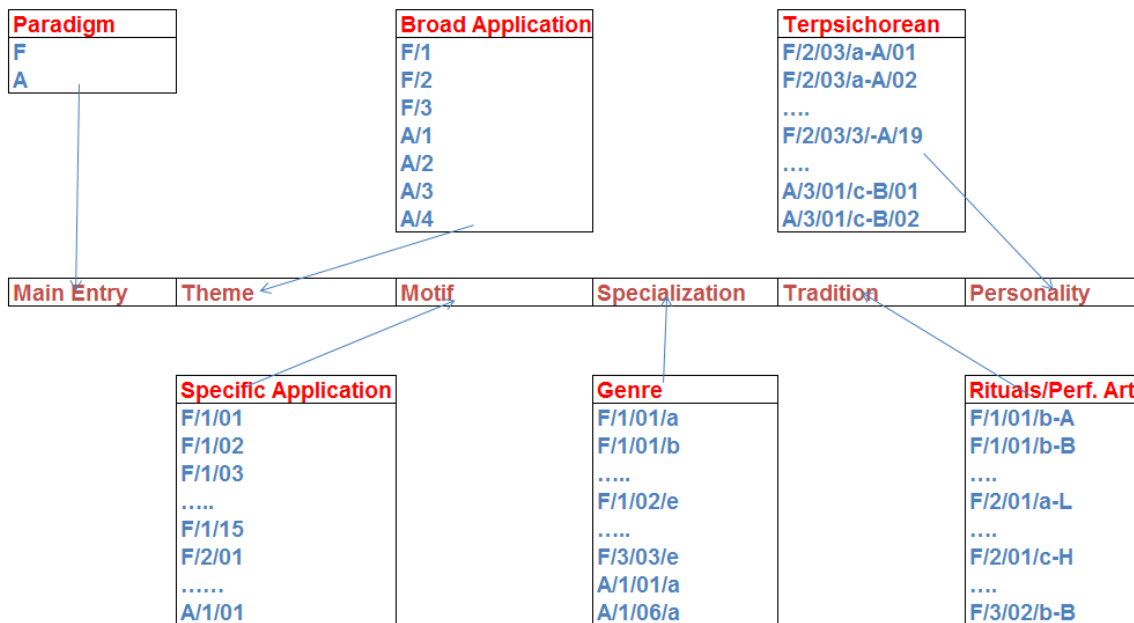 Paradigm
F
A
Broad Application
F/1
F/2
F/3
A/1
A/2
A/3
A/4
Terpsichorean
F/2/03/a-A/01
F/2/03/a-A/02
....
F/2/03/3/-A/19
....
A/3/01/c-B/01
A/3/01/c-B/02
Main Entry Theme Motif Specialization Tradition Personality
Specific Application
F/1/01
F/1/02
F/1/03
.....
F/1/15
F/2/01
......
A/1/01
Genre
F/1/01/a
F/1/01/b
.....
F/1/02/e
.....
F/3/03/e
A/1/01/a
A/1/06/a
Rituals/Perf. Art
F/1/01/b-A
F/1/01/b-B
....
F/2/01/a-L
....
F/2/01/c-H
....
F/3/02/b-B